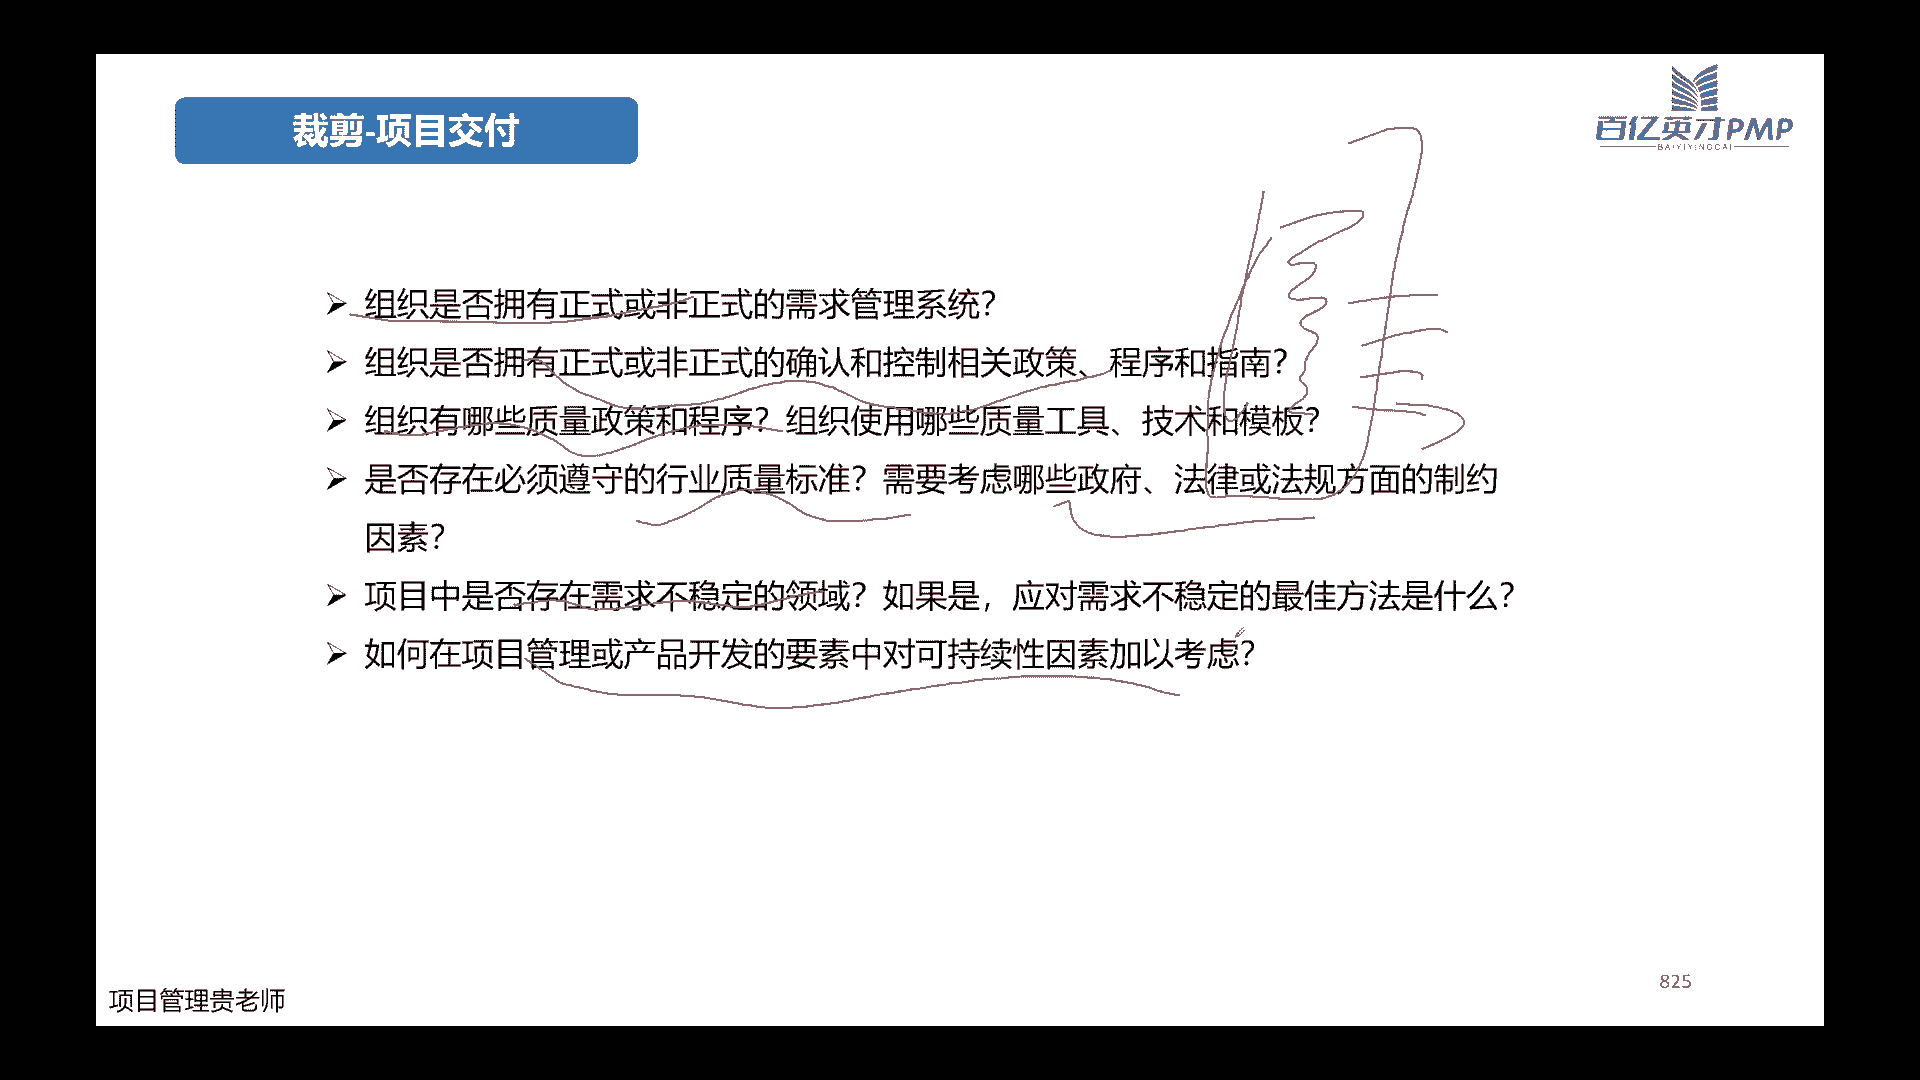 裁剪-项目交付
百亿英才PMP
BAIYIYINGCAI
➢ 组织是否拥有正式或非正式的需求管理系统?
➢ 组织是否拥有正式或非正式的确认和控制相关政策、程序和指南?
➢ 组织有哪些质量政策和程序? 组织使用哪些质量工具、技术和模板?
➢ 是否存在必须遵守的行业质量标准? 需要考虑哪些政府、法律或法规方面的制约
因素?
➢ 项目中是否存在需求不稳定的领域? 如果是，应对需求不稳定的最佳方法是什么?
➢ 如何在项目管理或产品开发的要素中对可持续性因素加以考虑?
825
项目管理贵老师